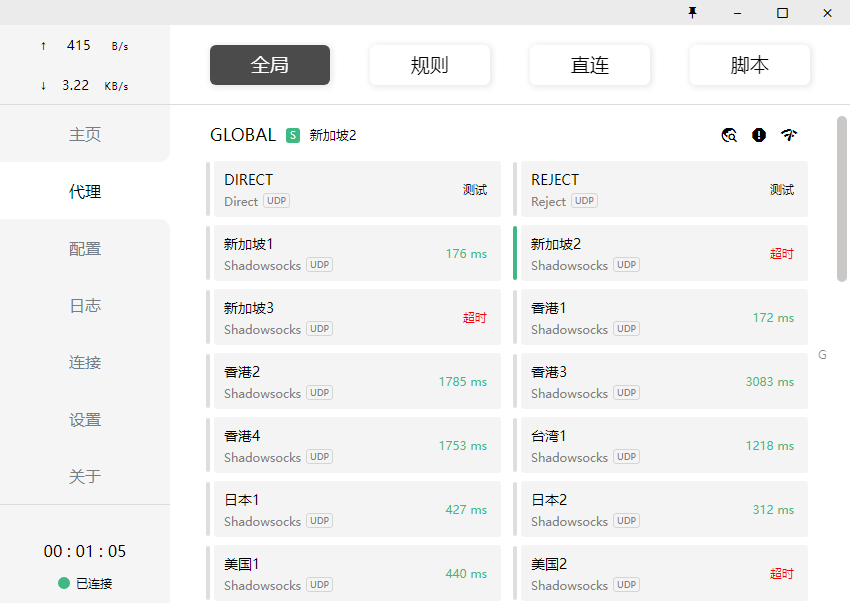 ↑ 415 B/s
↓ 3.22 KB/s
全局 规则 直连 脚本
主页
代理
配置
日志
连接
设置
关于
00 : 01 : 05
已连接
GLOBAL S 新加坡2
DIRECT
Direct UDP
测试
REJECT
Reject UDP
测试
新加坡1
Shadowsocks UDP
176 ms
新加坡2
Shadowsocks UDP
超时
新加坡3
Shadowsocks UDP
超时
香港1
Shadowsocks UDP
172 ms
香港2
Shadowsocks UDP
1785 ms
香港3
Shadowsocks UDP
3083 ms
香港4
Shadowsocks UDP
1753 ms
台湾1
Shadowsocks UDP
1218 ms
日本1
Shadowsocks UDP
427 ms
日本2
Shadowsocks UDP
312 ms
美国1
Shadowsocks UDP
440 ms
美国2
Shadowsocks UDP
超时
G